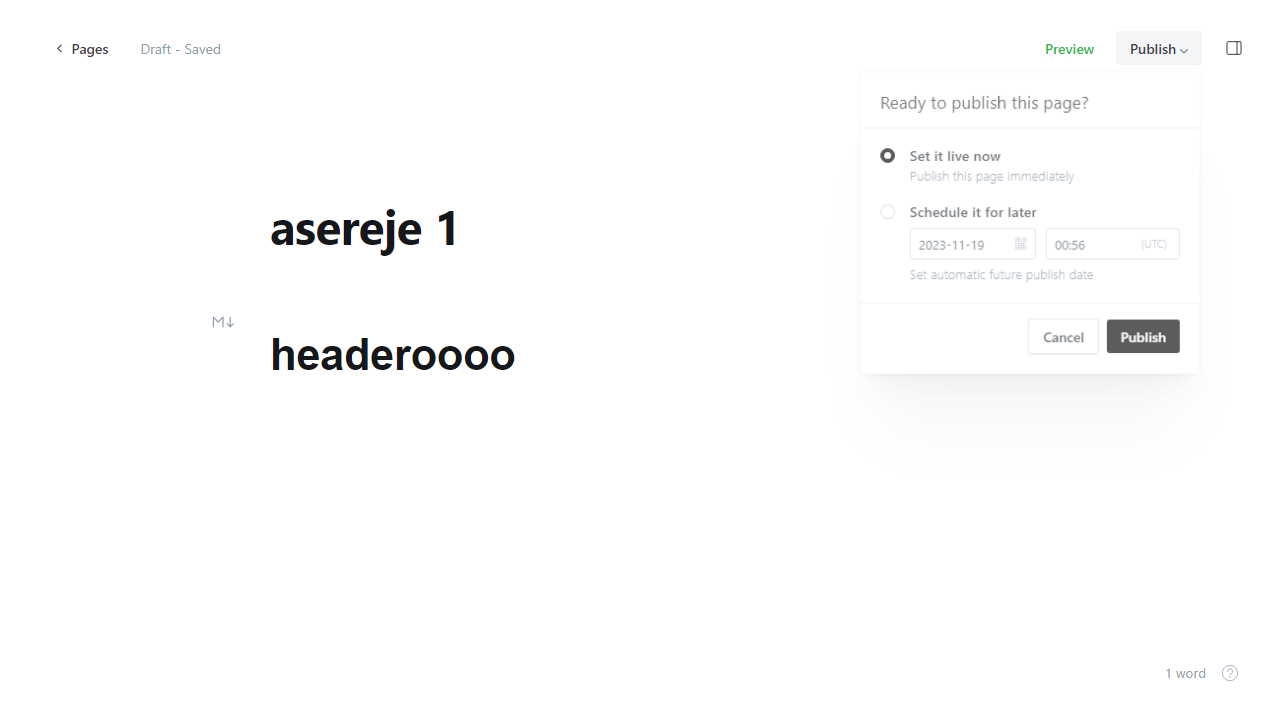 Pages
Draft - Saved
Preview
Publish
Ready to publish this page?
Set it live now
Publish this page immediately
Schedule it for later
2023-11-19
00:56
(UTC)
Set automatic future publish date
Cancel
Publish
asereje 1
M↓
headeroooo
1 word
?